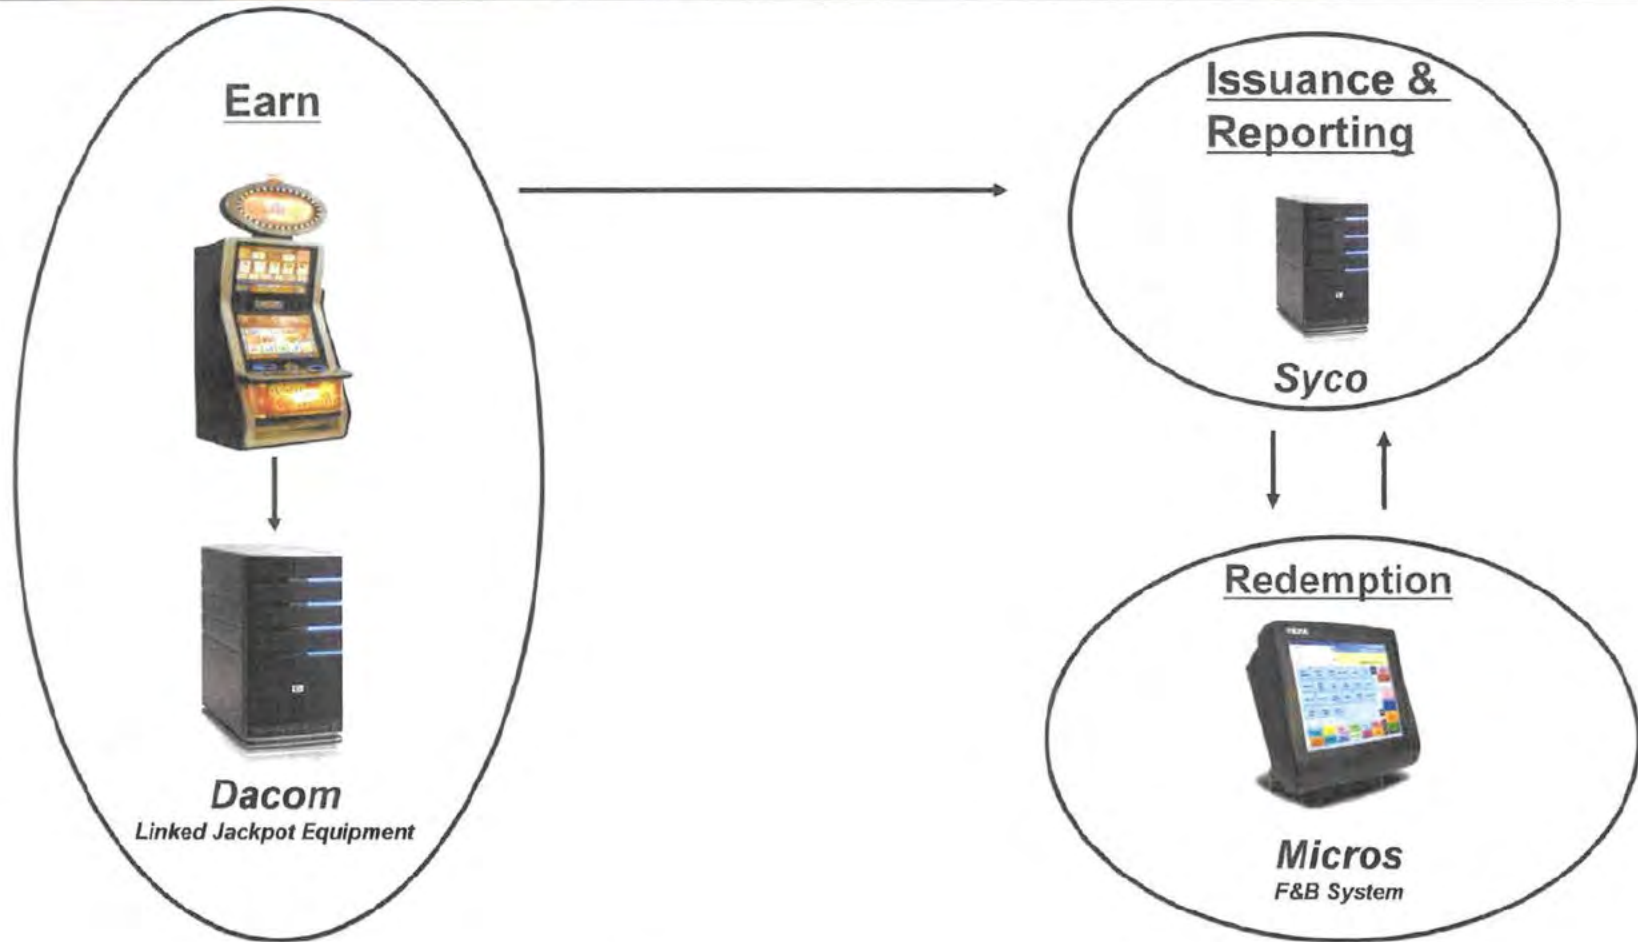 Earn
Dacom
Linked Jackpot Equipment
Issuance &
Reporting
Syco
Redemption
Micros
F&B System